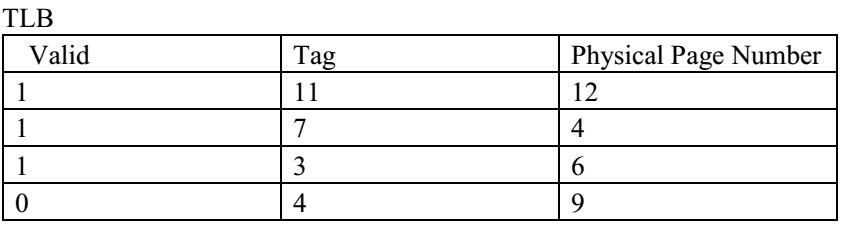 TLB
Valid Tag Physical Page Number
1 11 12
1 7 4
1 3 6
0 4 9